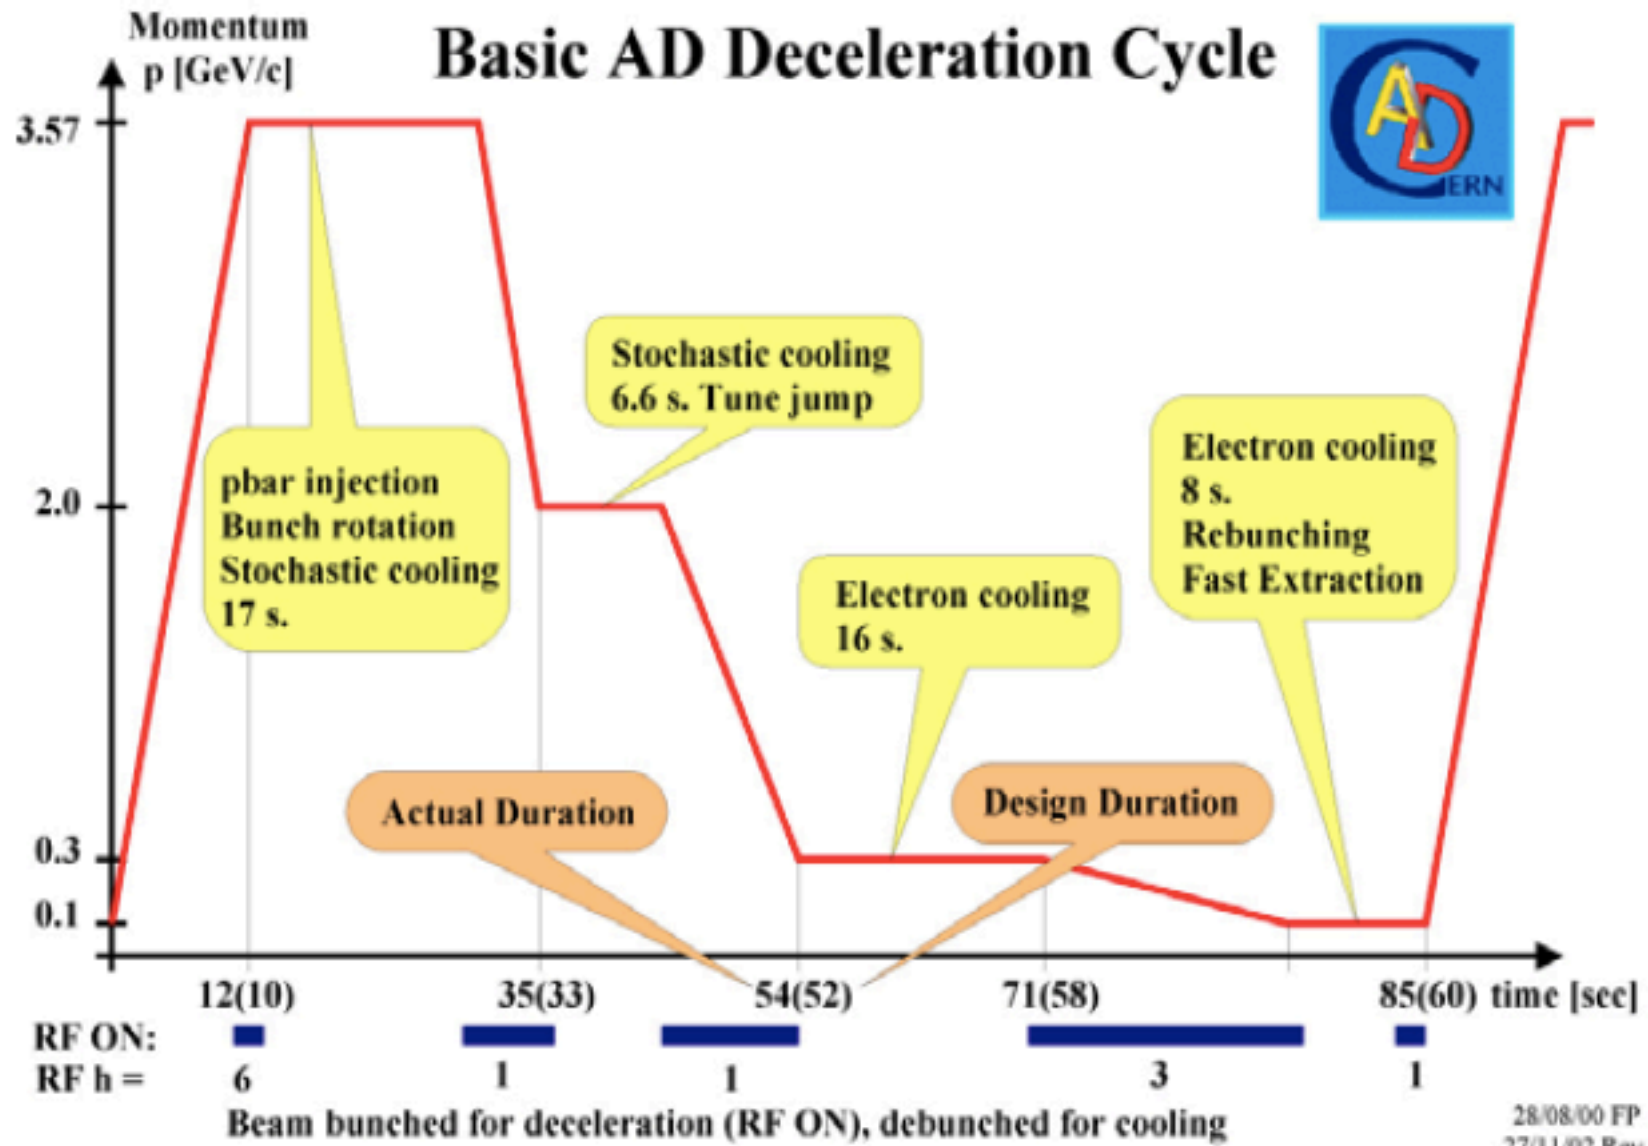 Momentum
p [GeV/c]
Basic AD Deceleration Cycle
AD
CERN
3.57
2.0
0.3
0.1
Stochastic cooling
6.6 s. Tune jump
pbar injection
Bunch rotation
Stochastic cooling
17 s.
Electron cooling
8 s.
Rebunching
Fast Extraction
Electron cooling
16 s.
Actual Duration
Design Duration
12(10) 35(33) 54(52) 71(58) 85(60) time [sec]
RF ON:
RF h = 6 1 1 3 1
Beam bunched for deceleration (RF ON), debunched for cooling
28/08/00 FP